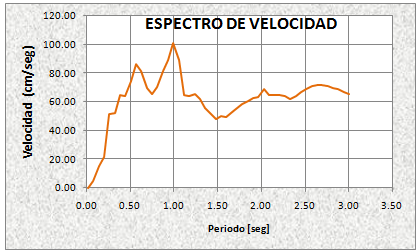 ESPECTRO DE VELOCIDAD
Velocidad (cm/seg)
120.00
100.00
80.00
60.00
40.00
20.00
0.00
0.00 0.50 1.00 1.50 2.00 2.50 3.00 3.50
Periodo [seg]